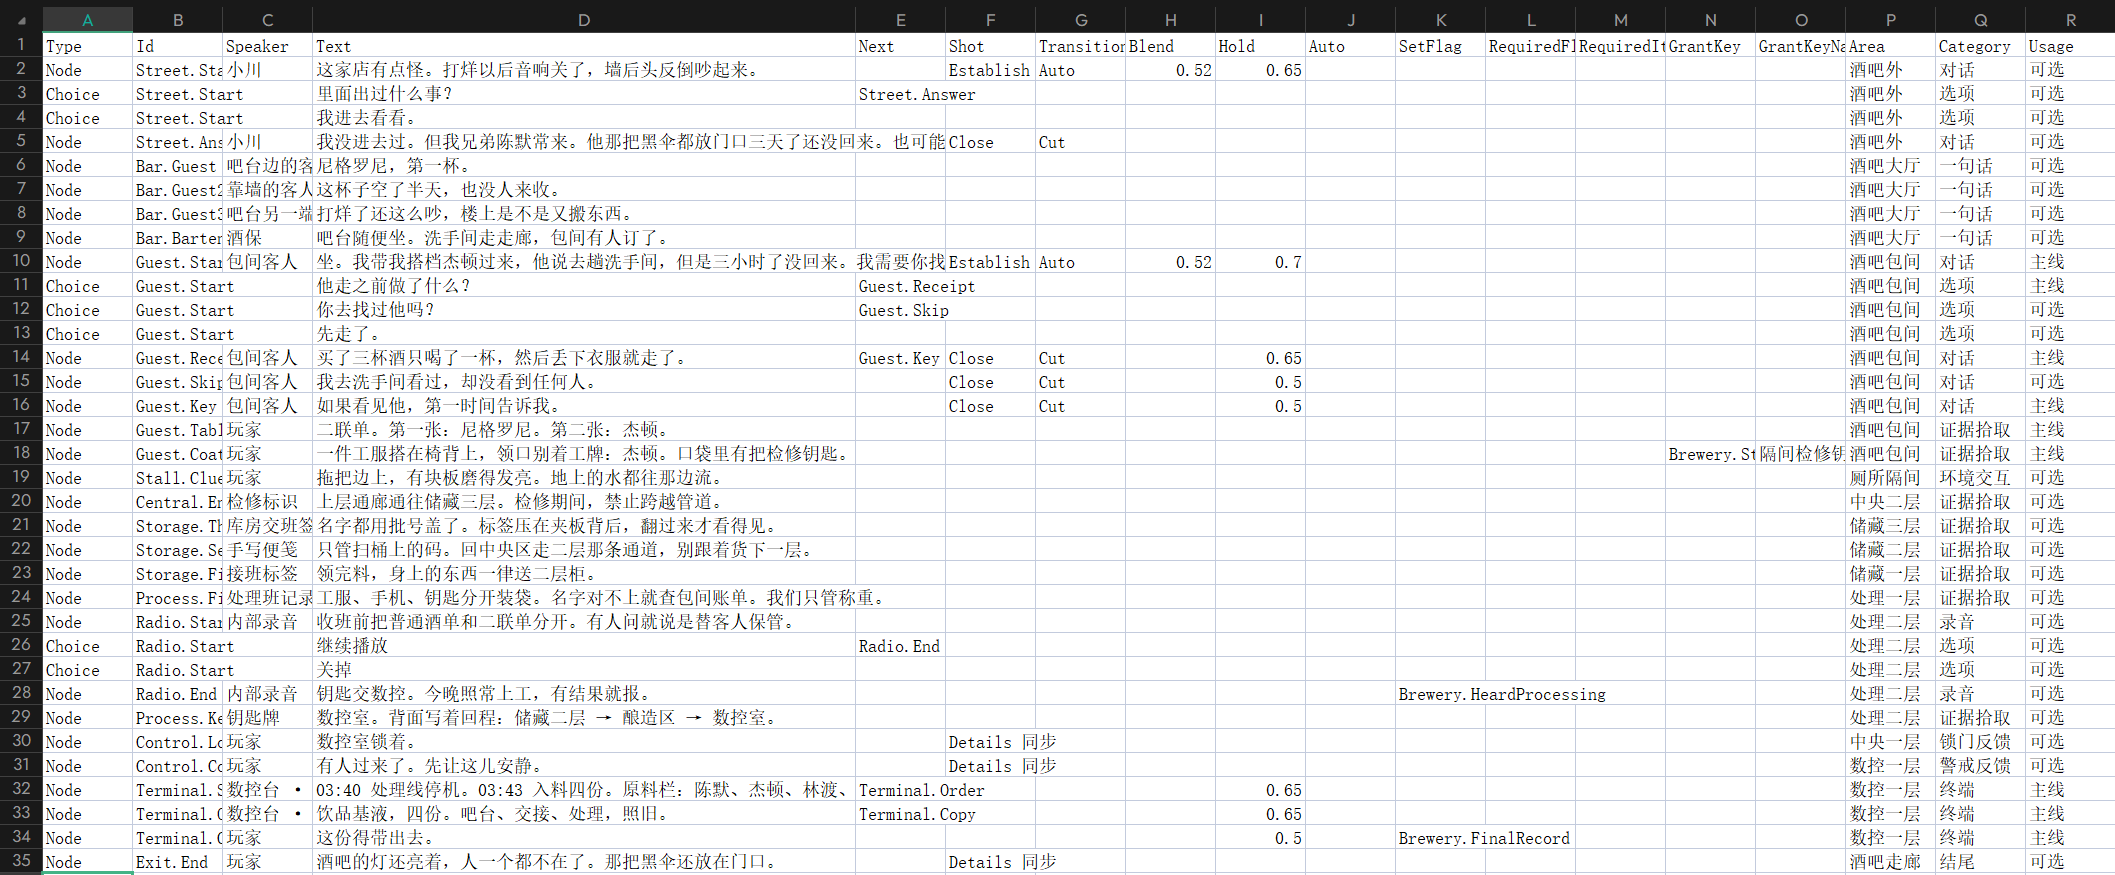 A B C D E F G H I J K L M N O P Q R
1 Type Id Speaker Text Next Shot Transition Blend Hold Auto SetFlag RequiredFl RequiredIt GrantKey GrantKeyNa Area Category Usage
2 Node Street.Sta 小川 这家店有点怪。打烊以后音响关了，墙后头反倒吵起来。 Establish Auto 0.52 0.65 酒吧外 对话 可选
3 Choice Street.Start 里面出过什么事？ Street.Answer 酒吧外 选项 可选
4 Choice Street.Start 我进去看看。 酒吧外 选项 可选
5 Node Street.Ans 小川 我没进去过。但我兄弟陈默常来。他那把黑伞都放门口三天了还没回来。也可能 Close Cut 酒吧外 对话 可选
6 Node Bar.Guest 吧台边的客 尼格罗尼，第一杯。 酒吧大厅 一句话 可选
7 Node Bar.Guest2 靠墙的客人 这杯子空了半天，也没人来收。 酒吧大厅 一句话 可选
8 Node Bar.Guest3 吧台另一端 打烊了还这么吵，楼上是不是又搬东西。 酒吧大厅 一句话 可选
9 Node Bar.Barten 酒保 吧台随便坐。洗手间走走廊，包间有人订了。 酒吧大厅 一句话 可选
10 Node Guest.Star 包间客人 坐。我带我搭档杰顿过来，他说去趟洗手间，但是三小时了没回来。我需要你找 Establish Auto 0.52 0.7 酒吧包间 对话 主线
11 Choice Guest.Start 他走之前做了什么？ Guest.Receipt 酒吧包间 选项 主线
12 Choice Guest.Start 你去找过他吗？ Guest.Skip 酒吧包间 选项 可选
13 Choice Guest.Start 先走了。 酒吧包间 选项 可选
14 Node Guest.Rece 包间客人 买了三杯酒只喝了一杯，然后丢下衣服就走了。 Guest.Key Close Cut 0.65 酒吧包间 对话 主线
15 Node Guest.Skip 包间客人 我去洗手间看过，却没看到任何人。 Close Cut 0.5 酒吧包间 对话 可选
16 Node Guest.Key 包间客人 如果看见他，第一时间告诉我。 Close Cut 0.5 酒吧包间 对话 主线
17 Node Guest.Tabl 玩家 二联单。第一张：尼格罗尼。第二张：杰顿。 酒吧包间 证据拾取 主线
18 Node Guest.Coat 玩家 一件工服搭在椅背上，领口别着工牌：杰顿。口袋里有把检修钥匙。 Brewery.St 隔间检修钥 酒吧包间 证据拾取 主线
19 Node Stall.Clue 玩家 拖把边上，有块板磨得发亮。地上的水都往那边流。 厕所隔间 环境交互 可选
20 Node Central.En 检修标识 上层通廊通往储藏三层。检修期间，禁止跨越管道。 中央二层 证据拾取 可选
21 Node Storage.Th 库房交班签 名字都用批号盖了。标签压在夹板背后，翻过来才看得见。 储藏三层 证据拾取 可选
22 Node Storage.Se 手写便笺 只管扫桶上的码。回中央区走二层那条通道，别跟着货下一层。 储藏二层 证据拾取 可选
23 Node Storage.Fi 接班标签 领完料，身上的东西一律送二层柜。 储藏一层 证据拾取 可选
24 Node Process.Fi 处理班记录 工服、手机、钥匙分开装袋。名字对不上就查包间账单。我们只管称重。 处理一层 证据拾取 可选
25 Node Radio.Star 内部录音 收班前把普通酒单和二联单分开。有人问就说是替客人保管。 处理二层 录音 可选
26 Choice Radio.Start 继续播放 Radio.End 处理二层 选项 可选
27 Choice Radio.Start 关掉 处理二层 选项 可选
28 Node Radio.End 内部录音 钥匙交数控。今晚照常上工，有结果就报。 Brewery.HeardProcessing 处理二层 录音 可选
29 Node Process.Ke 钥匙牌 数控室。背面写着回程：储藏二层 → 酿造区 → 数控室。 处理二层 证据拾取 可选
30 Node Control.Lo 玩家 数控室锁着。 Details 同步 中央一层 锁门反馈 可选
31 Node Control.Co 玩家 有人过来了。先让这儿安静。 Details 同步 数控一层 警戒反馈 可选
32 Node Terminal.S 数控台 · 03:40 处理线停机。03:43 入料四份。原料栏：陈默、杰顿、林渡、 Terminal.Order 0.65 数控一层 终端 主线
33 Node Terminal.O 数控台 · 饮品基液，四份。吧台、交接、处理，照旧。 Terminal.Copy 0.65 数控一层 终端 主线
34 Node Terminal.C 玩家 这份得带出去。 0.5 Brewery.FinalRecord 数控一层 终端 主线
35 Node Exit.End 玩家 酒吧的灯还亮着，人一个都不在了。那把黑伞还放在门口。 Details 同步 酒吧走廊 结尾 可选